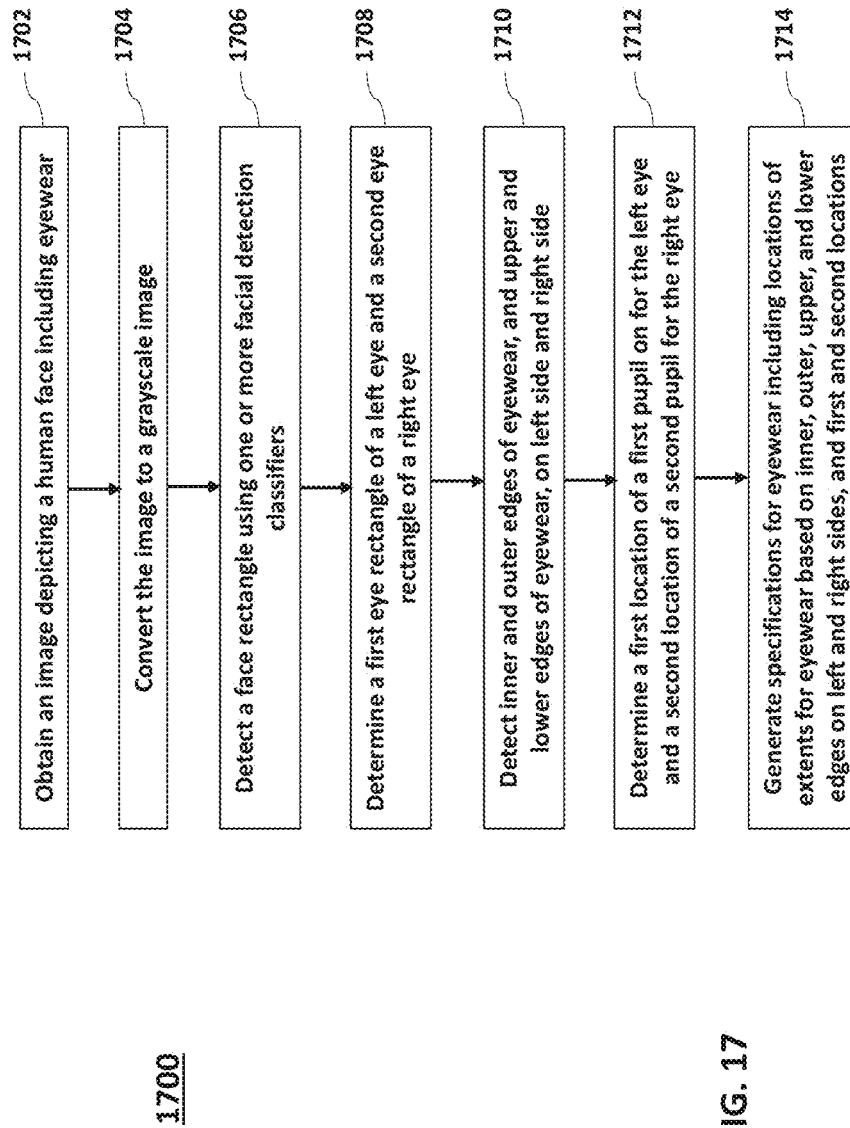 1700
Obtain an image depicting a human face including eyewear
1702
Convert the image to a grayscale image
1704
Detect a face rectangle using one or more facial detection
classifiers
1706
Determine a first eye rectangle of a left eye and a second eye
rectangle of a right eye
1708
Detect inner and outer edges of eyewear, and upper and
lower edges of eyewear, on left side and right side
1710
Determine a first location of a first pupil on for the left eye
and a second location of a second pupil for the right eye
1712
Generate specifications for eyewear including locations of
extents for eyewear based on inner, outer, upper, and lower
edges on left and right sides, and first and second locations
1714
IG. 17